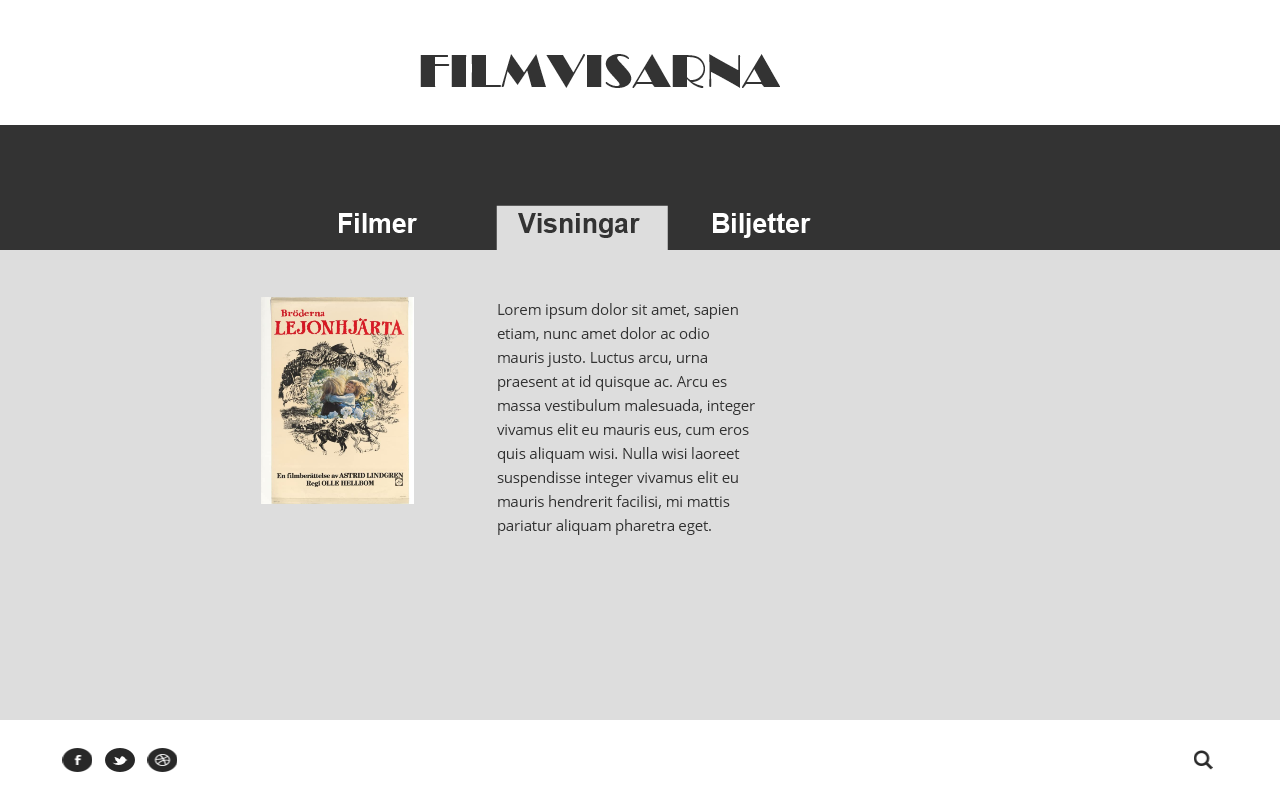 FILMVISARNA
Filmer
Visningar
Biljetter
Bröderna
LEJONHJÄRTA
En filmberättelse av ASTRID LINDGREN
Regi OLLE HELLBOM
Lorem ipsum dolor sit amet, sapien
etiam, nunc amet dolor ac odio
mauris justo. Luctus arcu, urna
praesent at id quisque ac. Arcu es
massa vestibulum malesuada, integer
vivamus elit eu mauris eus, cum eros
quis aliquam wisi. Nulla wisi laoreet
suspendisse integer vivamus elit eu
mauris hendrerit facilisi, mi mattis
pariatur aliquam pharetra eget.